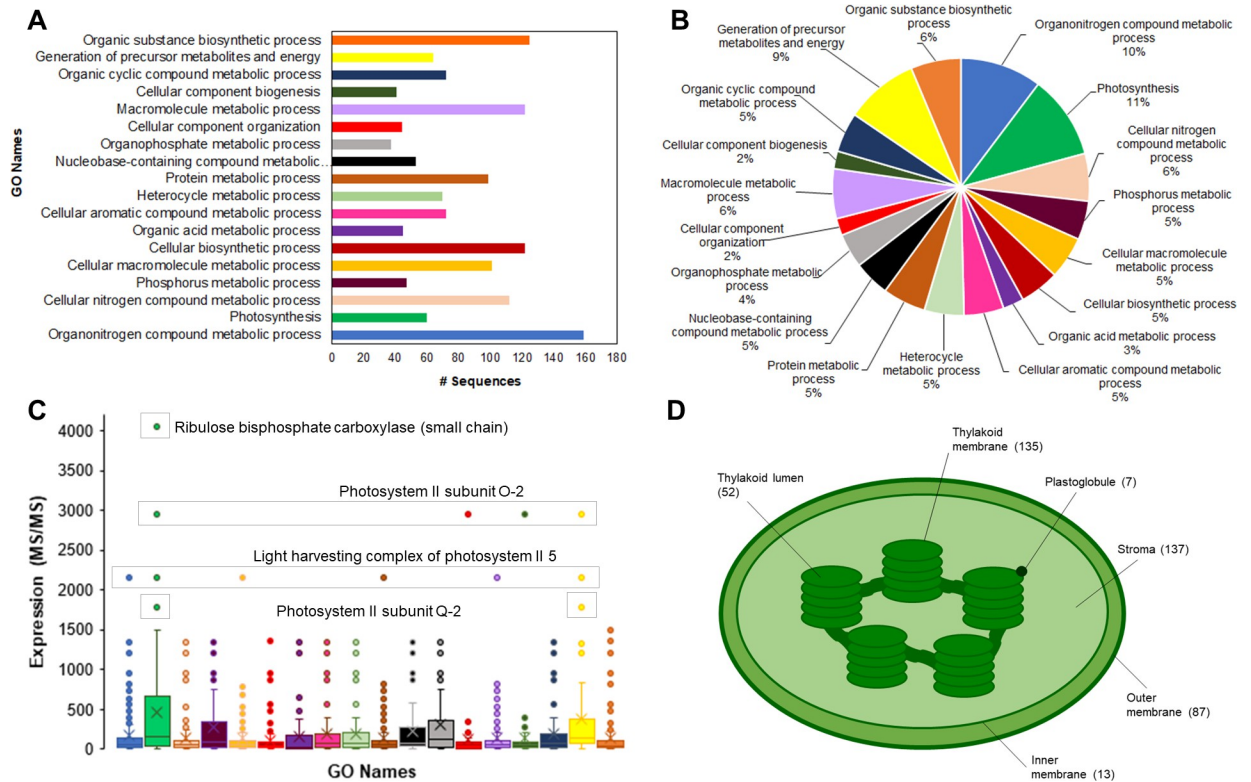 A
GO Names
Organic substance biosynthetic process
Generation of precursor metabolites and energy
Organic cyclic compound metabolic process
Cellular component biogenesis
Macromolecule metabolic process
Cellular component organization
Organophosphate metabolic process
Nucleobase-containing compound metabolic…
Protein metabolic process
Heterocycle metabolic process
Cellular aromatic compound metabolic process
Organic acid metabolic process
Cellular biosynthetic process
Cellular macromolecule metabolic process
Phosphorus metabolic process
Cellular nitrogen compound metabolic process
Photosynthesis
Organonitrogen compound metabolic process
0 20 40 60 80 100 120 140 160 180
# Sequences
B
Organic substance biosynthetic
process
6%
Organonitrogen compound metabolic
process
10%
Photosynthesis
11%
Cellular nitrogen
compound metabolic
process
6%
Phosphorus metabolic
process
5%
Cellular macromolecule
metabolic process
5%
Cellular biosynthetic process
5%
Organic acid metabolic process
3%
Cellular aromatic compound metabolic
process
5%
Heterocycle
metabolic process
5%
Protein metabolic
process
5%
Nucleobase-containing
compound metabolic process
5%
Organophosphate metabolic
process
4%
Cellular component
organization
2%
Macromolecule metabolic
process
6%
Cellular component biogenesis
2%
Organic cyclic compound
metabolic process
5%
Generation of precursor
metabolites and energy
9%
C
Expression (MS/MS)
4000
3500
3000
2500
2000
1500
1000
500
0
Ribulose bisphosphate carboxylase (small chain)
Photosystem II subunit O-2
Light harvesting complex of photosystem II 5
Photosystem II subunit Q-2
GO Names
D
Thylakoid
membrane (135)
Thylakoid lumen
(52)
Plastoglobule (7)
Stroma (137)
Outer
membrane (87)
Inner
membrane (13)